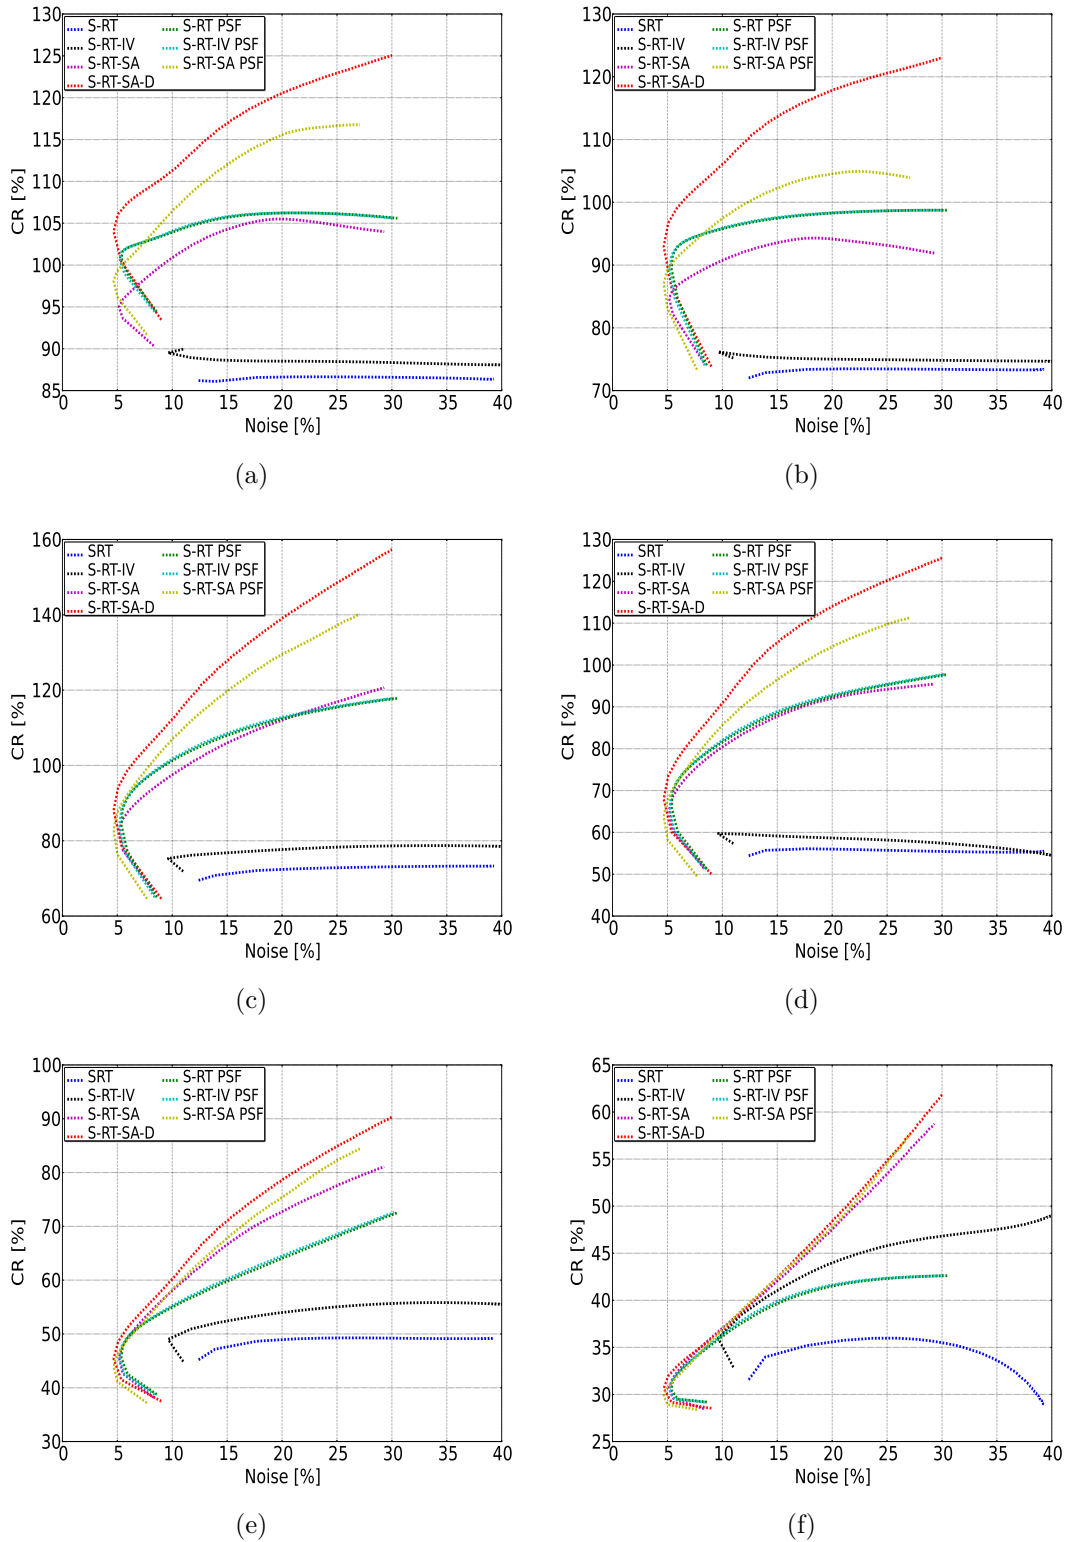 130
125
120
115
110
105
100
95
90
85
CR [%]
S-RT
S-RT-IV
S-RT-SA
S-RT-SA-D
S-RT PSF
S-RT-IV PSF
S-RT-SA PSF
0 5 10 15 20 25 30 35 40
Noise [%]
(a)
130
120
110
100
90
80
70
CR [%]
SRT
S-RT-IV
S-RT-SA
S-RT-SA-D
S-RT PSF
S-RT-IV PSF
S-RT-SA PSF
0 5 10 15 20 25 30 35 40
Noise [%]
(b)
160
140
120
100
80
60
CR [%]
SRT
S-RT-IV
S-RT-SA
S-RT-SA-D
S-RT PSF
S-RT-IV PSF
S-RT-SA PSF
0 5 10 15 20 25 30 35 40
Noise [%]
(c)
130
120
110
100
90
80
70
60
50
40
CR [%]
SRT
S-RT-IV
S-RT-SA
S-RT-SA-D
S-RT PSF
S-RT-IV PSF
S-RT-SA PSF
0 5 10 15 20 25 30 35 40
Noise [%]
(d)
100
90
80
70
60
50
40
30
CR [%]
SRT
S-RT-IV
S-RT-SA
S-RT-SA-D
S-RT PSF
S-RT-IV PSF
S-RT-SA PSF
0 5 10 15 20 25 30 35 40
Noise [%]
(e)
65
60
55
50
45
40
35
30
25
CR [%]
SRT
S-RT-IV
S-RT-SA
S-RT-SA-D
S-RT PSF
S-RT-IV PSF
S-RT-SA PSF
0 5 10 15 20 25 30 35 40
Noise [%]
(f)